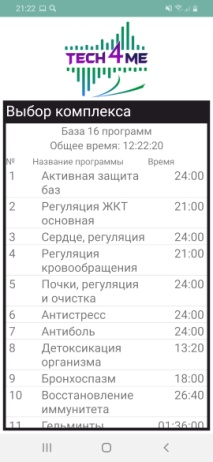 21:22
TECH4ME
Выбор комплекса
База 16 программ
Общее время: 12:22:20
№ Название программы Время
1 Активная защита 24:00
баз
2 Регуляция ЖКТ 21:00
основная
3 Сердце, регуляция 24:00
4 Регуляция 21:00
кровообращения
5 Почки, регуляция 24:00
и очистка
6 Антистресс 24:00
7 Антиболь 24:00
8 Детоксикация 13:20
организма
9 Бронхоспазм 18:00
10 Восстановление 26:40
иммунитета
11 Гельминты 01:36:00